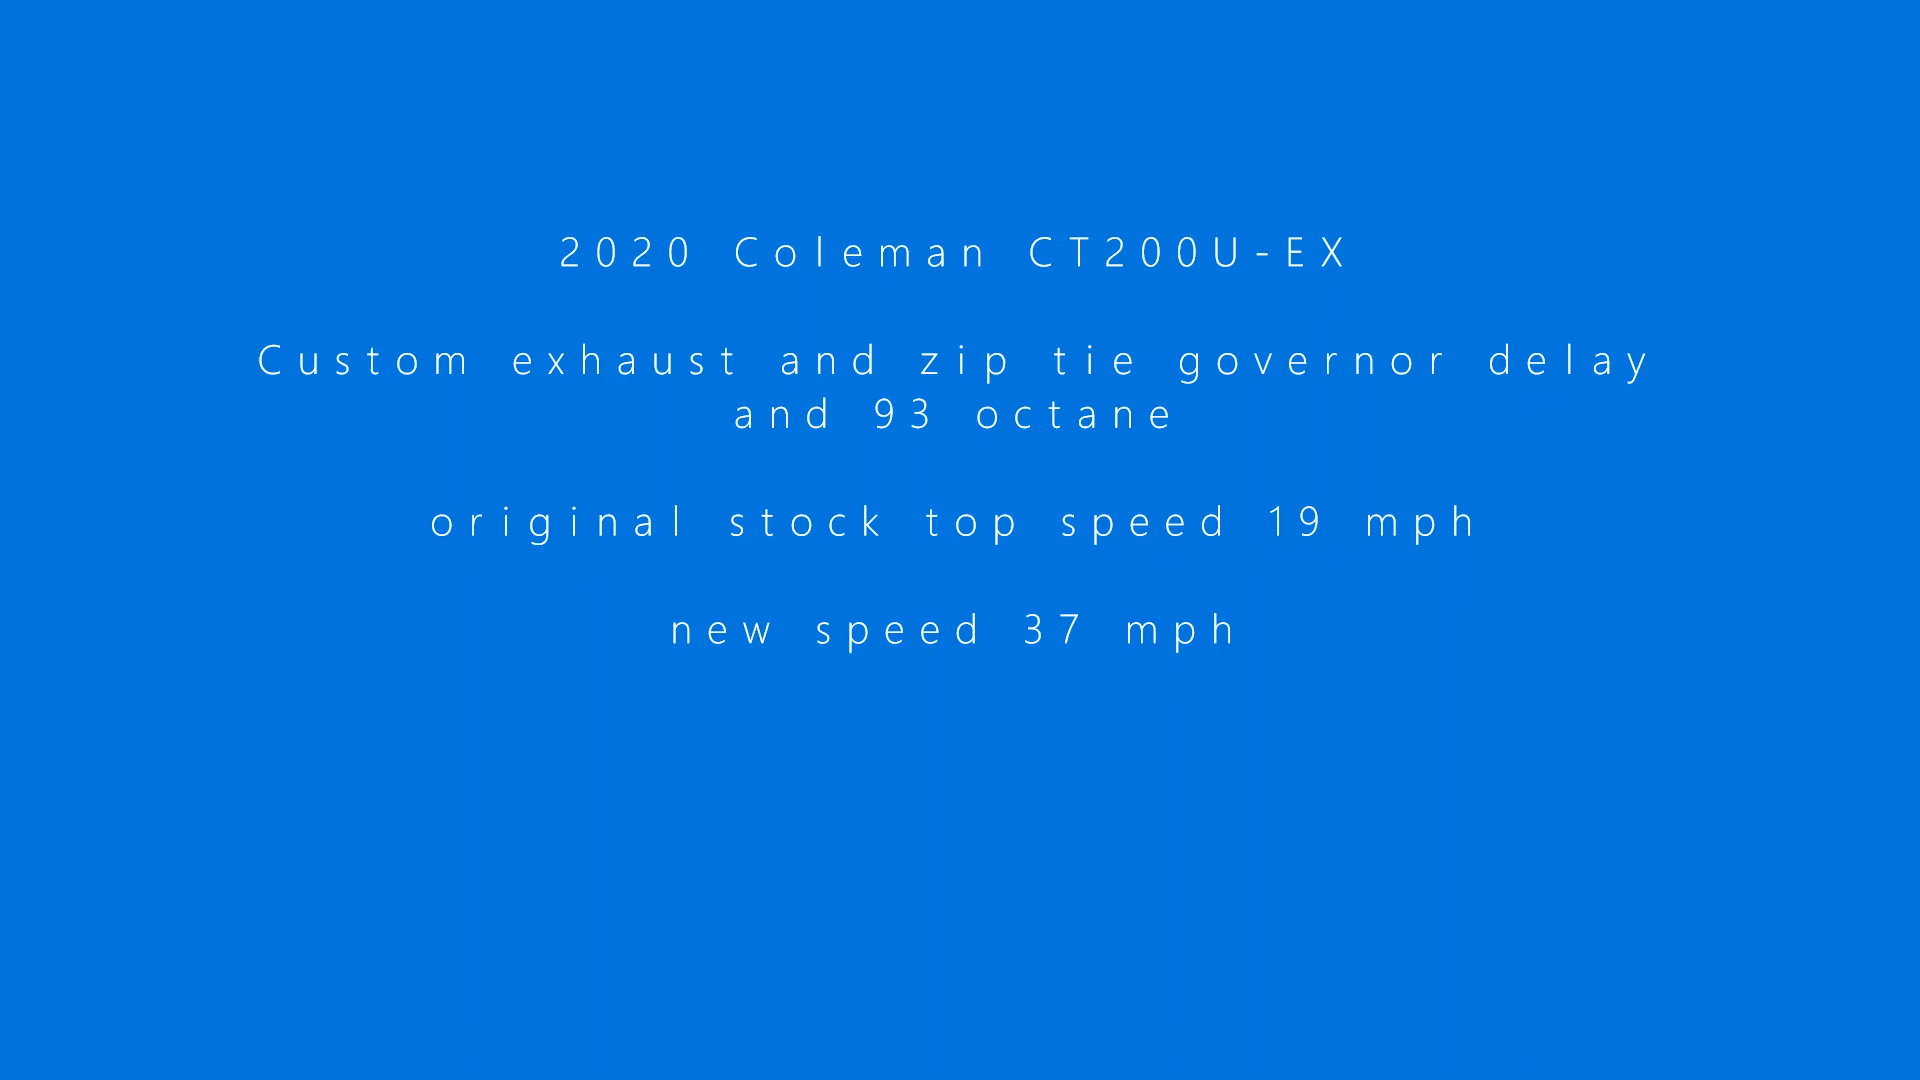 2020 Coleman CT200U-EX
Custom exhaust and zip tie governor delay
and 93 octane
original stock top speed 19 mph
new speed 37 mph